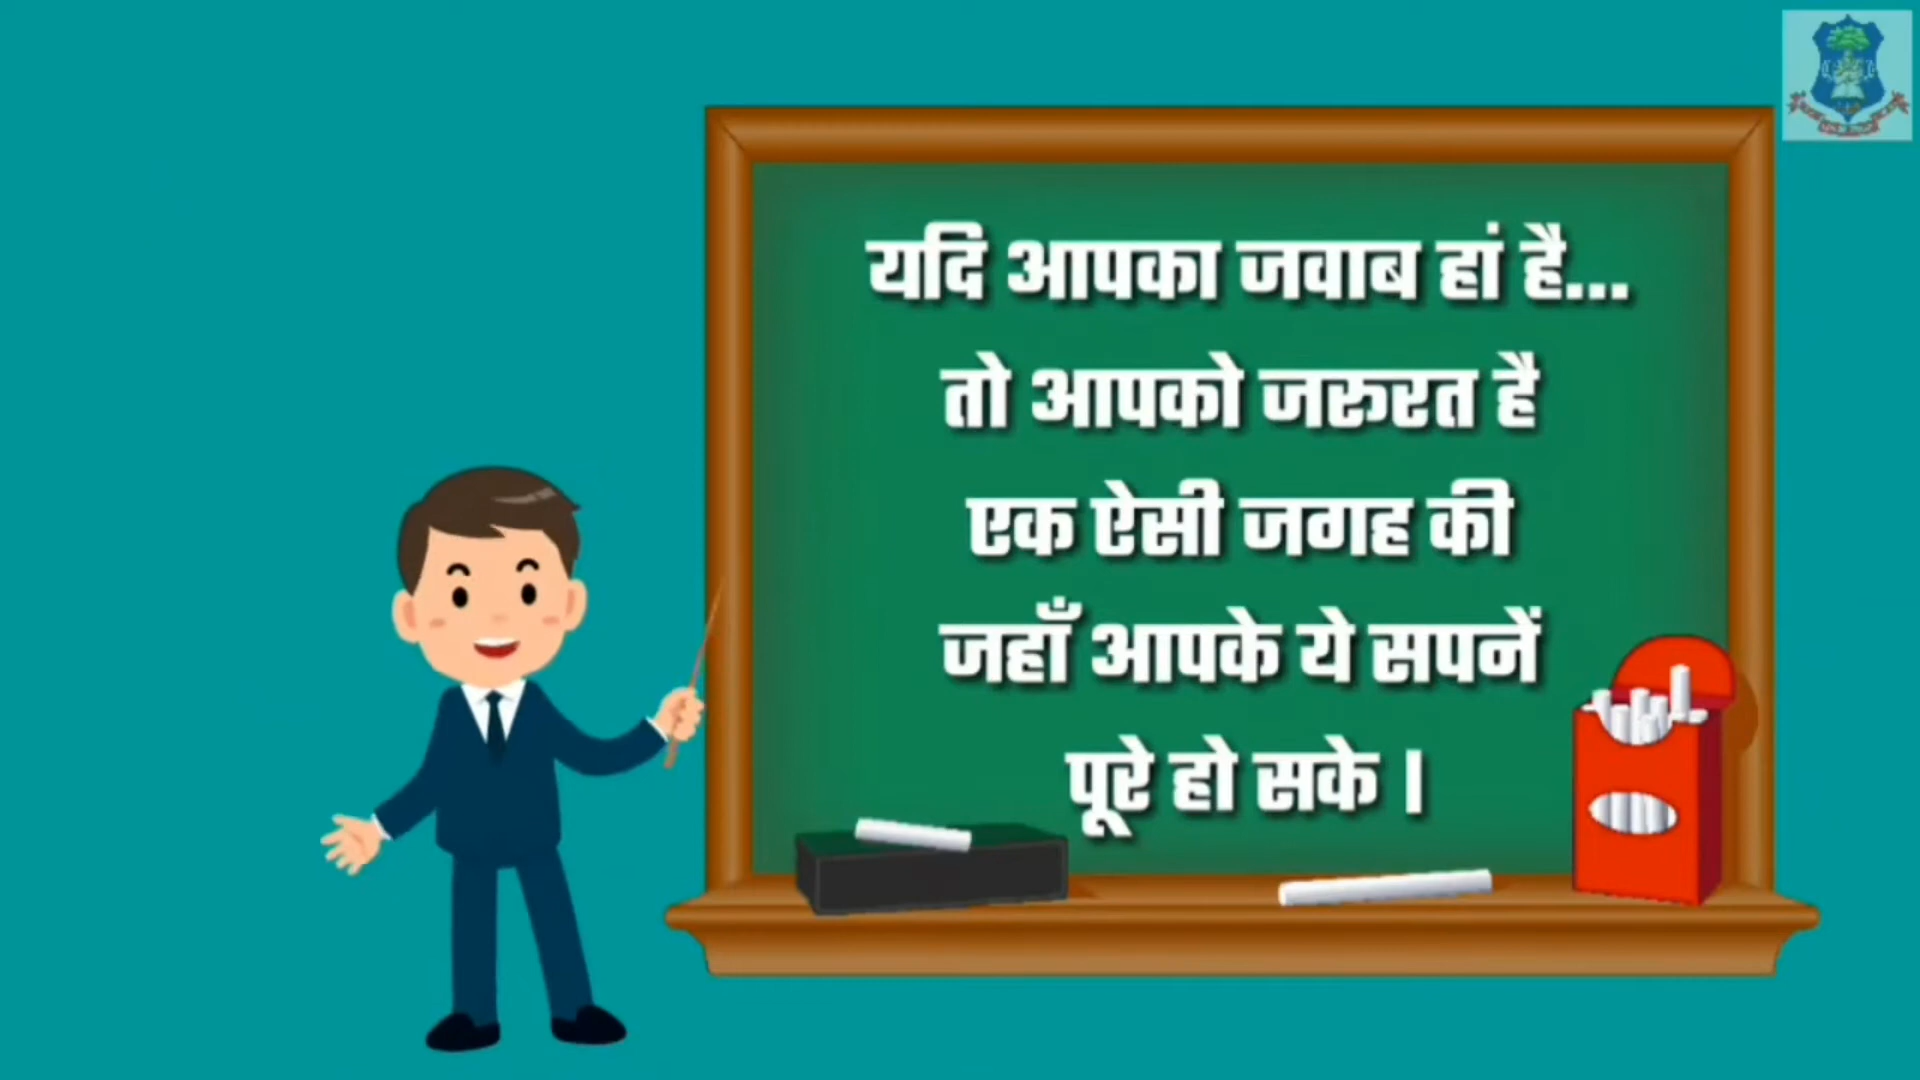 यदि आपका जवाब हां है...
तो आपको जरूरत है
एक ऐसी जगह की
जहाँ आपके ये सपनें
पूरे हो सके ।